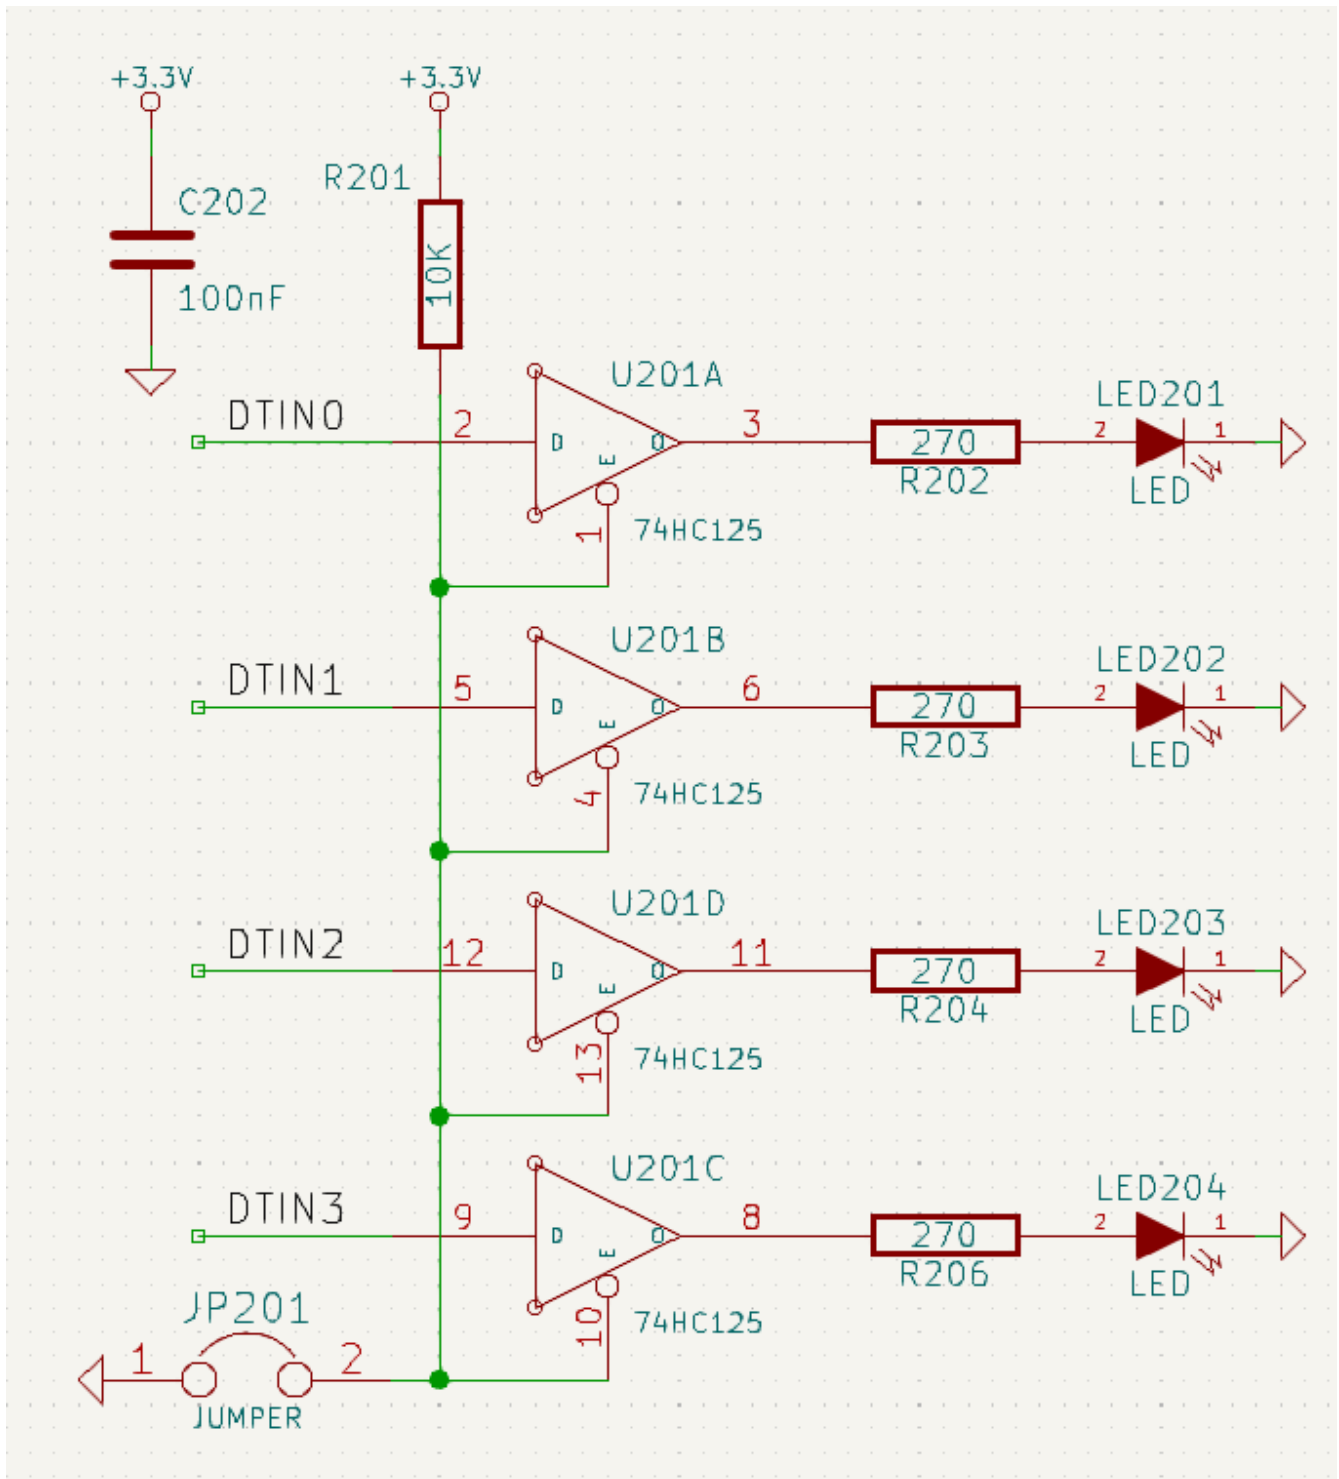 +3.3V
+3.3V
R201
C202
10K
100nF
U201A
DTIN0
2
D
O
E
3
270
R202
LED201
2
1
LED
1
74HC125
U201B
DTIN1
5
D
O
E
6
270
R203
LED202
2
1
LED
4
74HC125
U201D
DTIN2
12
D
O
E
11
270
R204
LED203
2
1
LED
13
74HC125
U201C
DTIN3
9
D
O
E
8
270
R206
LED204
2
1
LED
10
74HC125
JP201
1
2
JUMPER